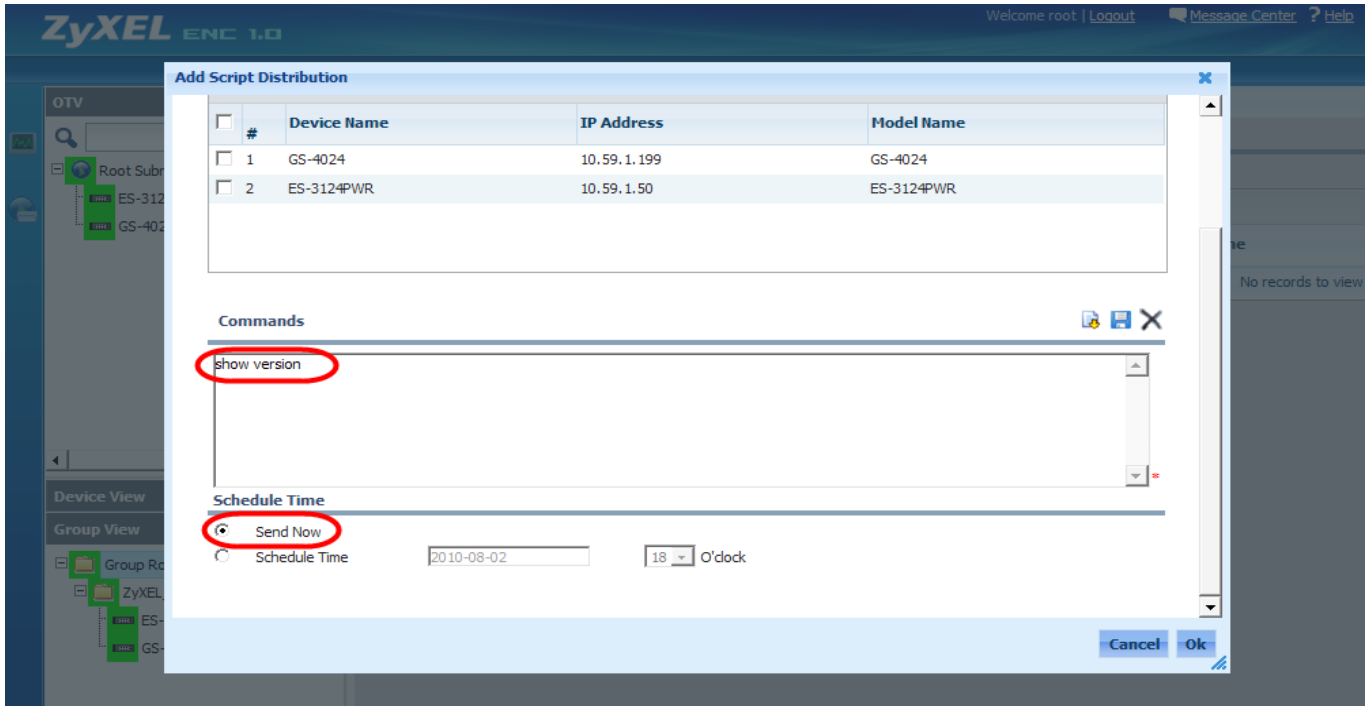 ZyXEL ENC 1.0
Welcome root | Logout Message Center ? Help
Add Script Distribution
OTV
# Device Name IP Address Model Name
1 GS-4024 10.59.1.199 GS-4024
2 ES-3124PWR 10.59.1.50 ES-3124PWR
Root Subn
ES-312
GS-402
No records to view
Commands
show version
*
Schedule Time
Send Now
Schedule Time 2010-08-02 18 O'clock
Device View
Group View
Group Ro
ZyXEL_
ES-
GS-
Cancel Ok